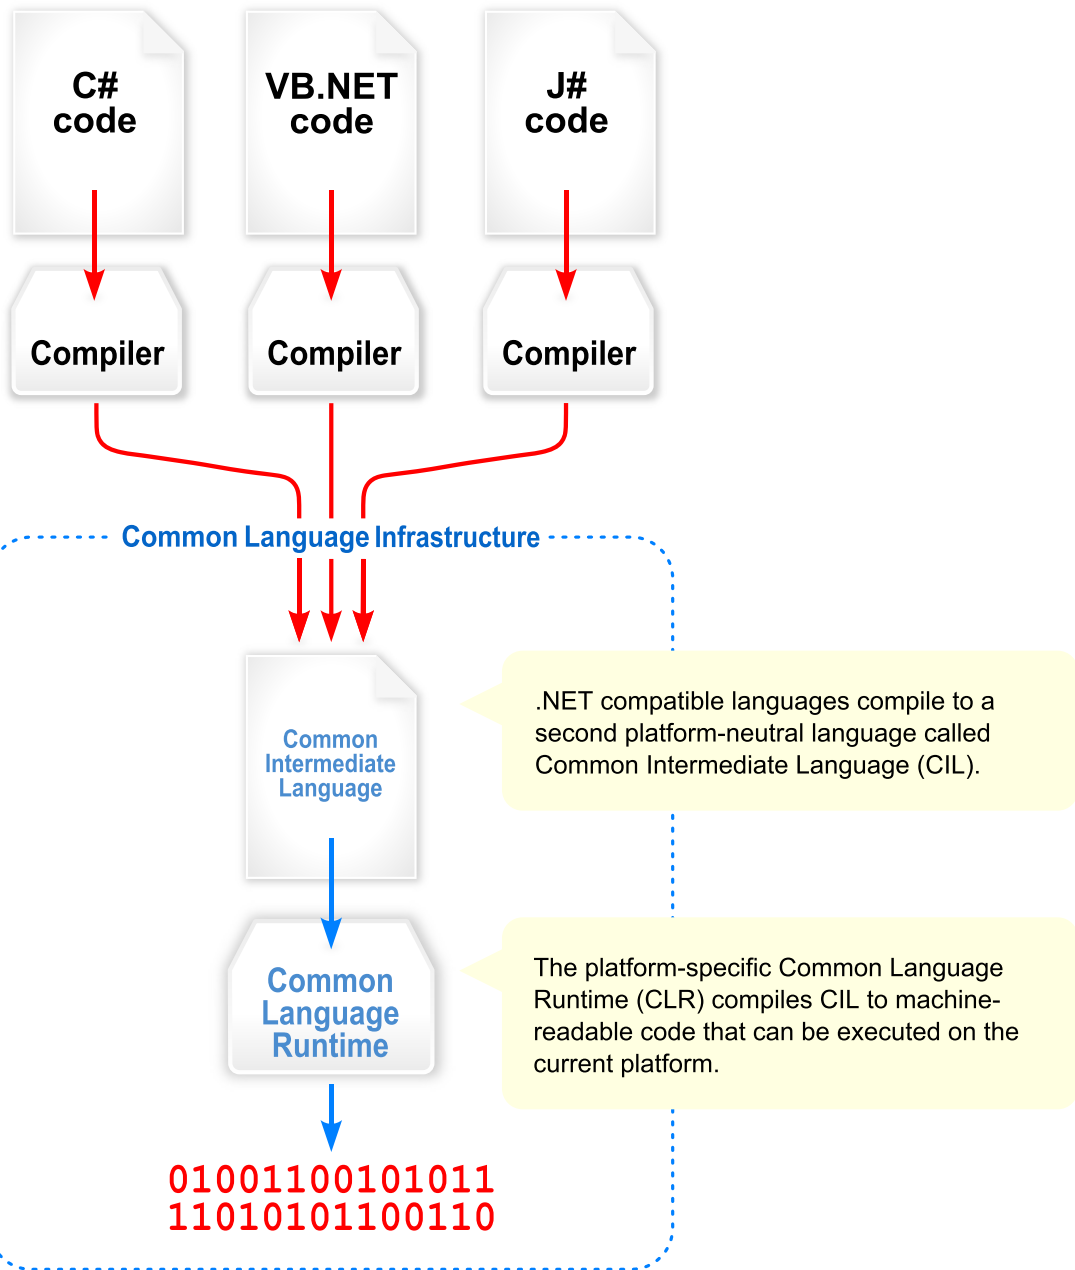 C#
code
VB.NET
code
J#
code
Compiler
Compiler
Compiler
Common Language Infrastructure
Common
Intermediate
Language
.NET compatible languages compile to a
second platform-neutral language called
Common Intermediate Language (CIL).
Common
Language
Runtime
The platform-specific Common Language
Runtime (CLR) compiles CIL to machine-
readable code that can be executed on the
current platform.
01001100101011
11010101100110